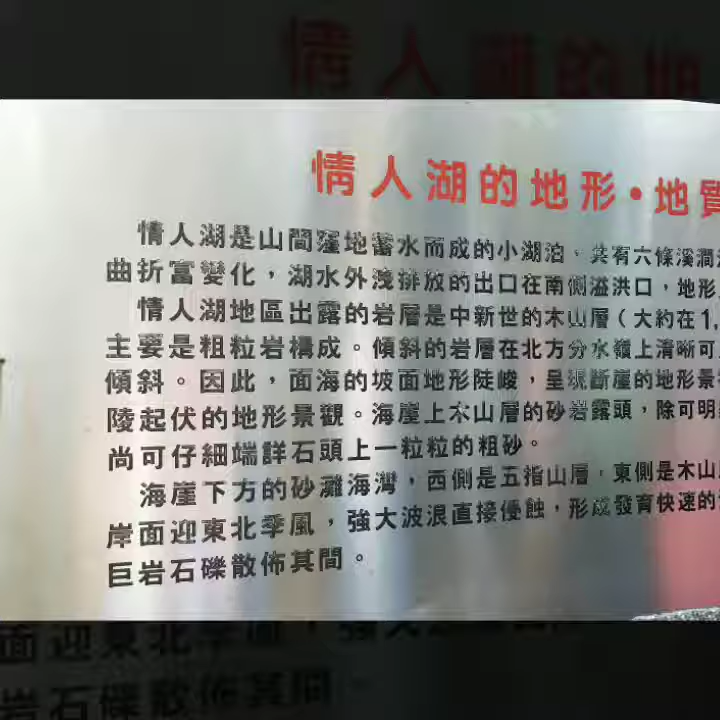 情人湖的地形•地質
情人湖是山間窪地蓄水而成的小湖泊，共有六條溪澗
曲折富變化，湖水外洩排放的出口在南側溢洪口，地形
情人湖地區出露的岩層是中新世的木山層（大約在1,
主要是粗粒岩構成。傾斜的岩層在北方分水嶺上清晰可
傾斜。因此，面海的坡面地形陡峻，呈現斷崖的地形景
陵起伏的地形景觀。海崖上木山層的砂岩露頭，除可明
尚可仔細端詳石頭上一粒粒的粗砂。
海崖下方的砂灘海灣，西側是五指山層，東側是木山
岸面迎東北季風，強大波浪直接侵蝕，形成發育快速的
巨岩石礫散佈其間。